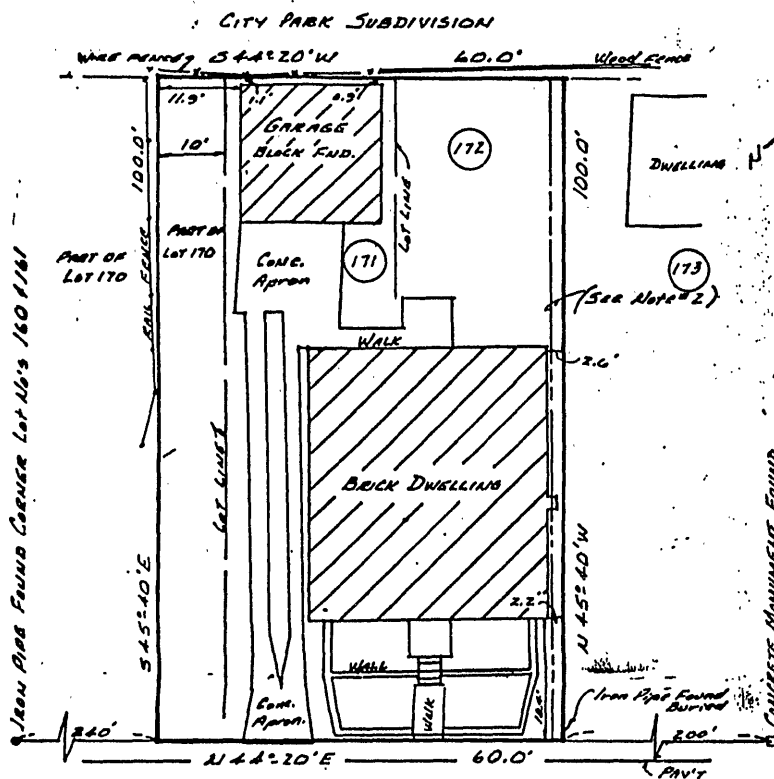 CITY PARK SUBDIVISION
WIRE FENCE
S 44°20'W
60.0'
Wood Fence
11.9'
1.1'
0.9'
GARAGE
BLOCK FND.
10'
100.0'
RAIL FENCE
PART OF
LOT 170
PART OF
LOT 170
CONC.
APRON
171
LOT LINE
172
100.0'
DWELLING
173
(SEE NOTE #2)
WALK
2.6'
BRICK DWELLING
LOT LINE
IRON PIPE FOUND CORNER LOT NO'S 160 & 161
S 45°40'E
N 45°40'W
2.2'
WALL
WALK
CONC.
APRON.
Iron Pipe Found
Buried
CONCRETE MONUMENT FOUND
240'
N 44°20'E
60.0'
200'
PAV'T